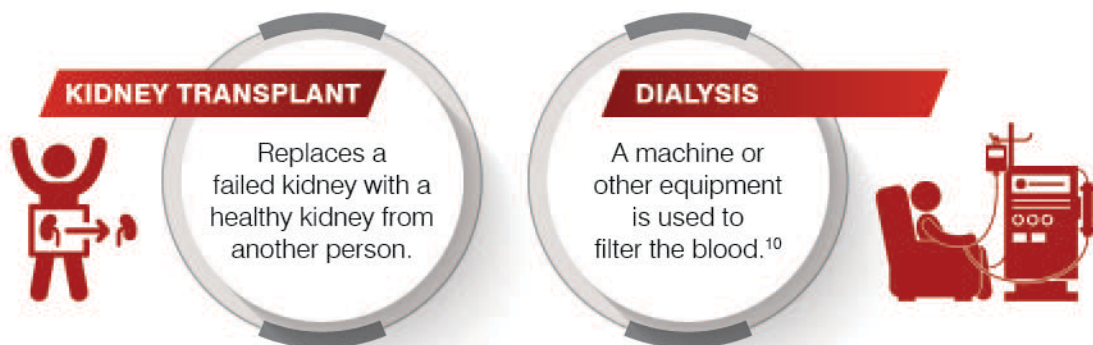 KIDNEY TRANSPLANT
Replaces a
failed kidney with a
healthy kidney from
another person.
DIALYSIS
A machine or
other equipment
is used to
filter the blood.¹⁰